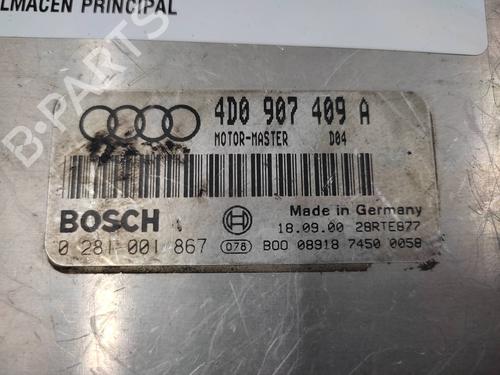 ALMACÉN PRINCIPAL
B-PARTS
4D0 907 409 A
MOTOR-MASTER D04
BOSCH
Made in Germany
18.09.00 28RTE877
0 281 001 867 078 B00 08918 7450 0058